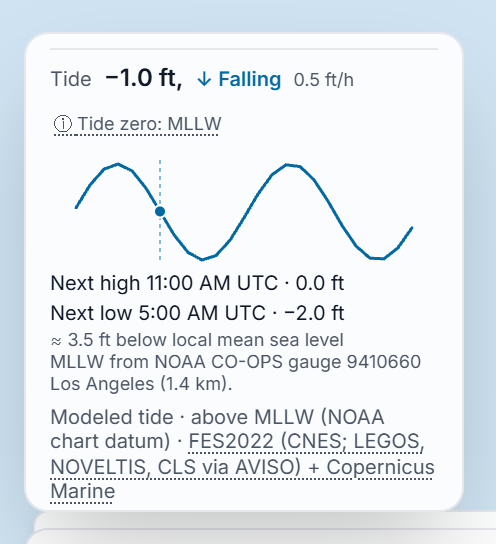 Tide −1.0 ft, ↓ Falling 0.5 ft/h
ⓘ Tide zero: MLLW
Next high 11:00 AM UTC · 0.0 ft
Next low 5:00 AM UTC · −2.0 ft
≈ 3.5 ft below local mean sea level
MLLW from NOAA CO-OPS gauge 9410660
Los Angeles (1.4 km).
Modeled tide · above MLLW (NOAA
chart datum) · FES2022 (CNES; LEGOS,
NOVELTIS, CLS via AVISO) + Copernicus
Marine